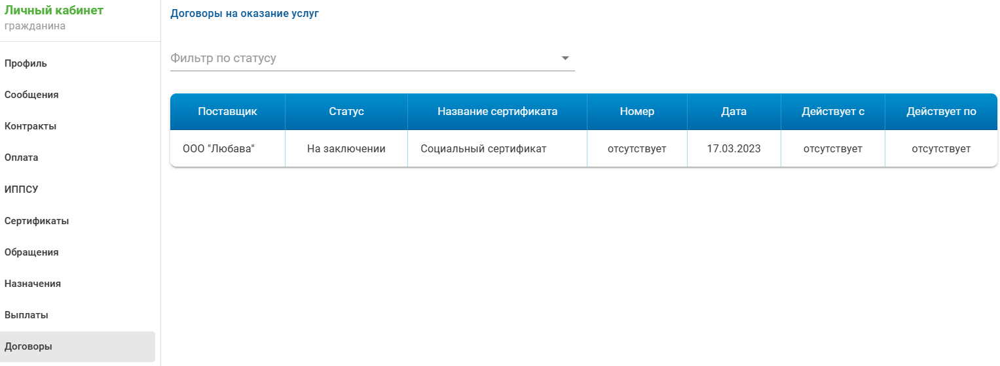 Личный кабинет
гражданина
Профиль
Сообщения
Контракты
Оплата
ИППСУ
Сертификаты
Обращения
Назначения
Выплаты
Договоры
Договоры на оказание услуг
Фильтр по статусу
Поставщик Статус Название сертификата Номер Дата Действует с Действует по
ООО "Любава" На заключении Социальный сертификат отсутствует 17.03.2023 отсутствует отсутствует